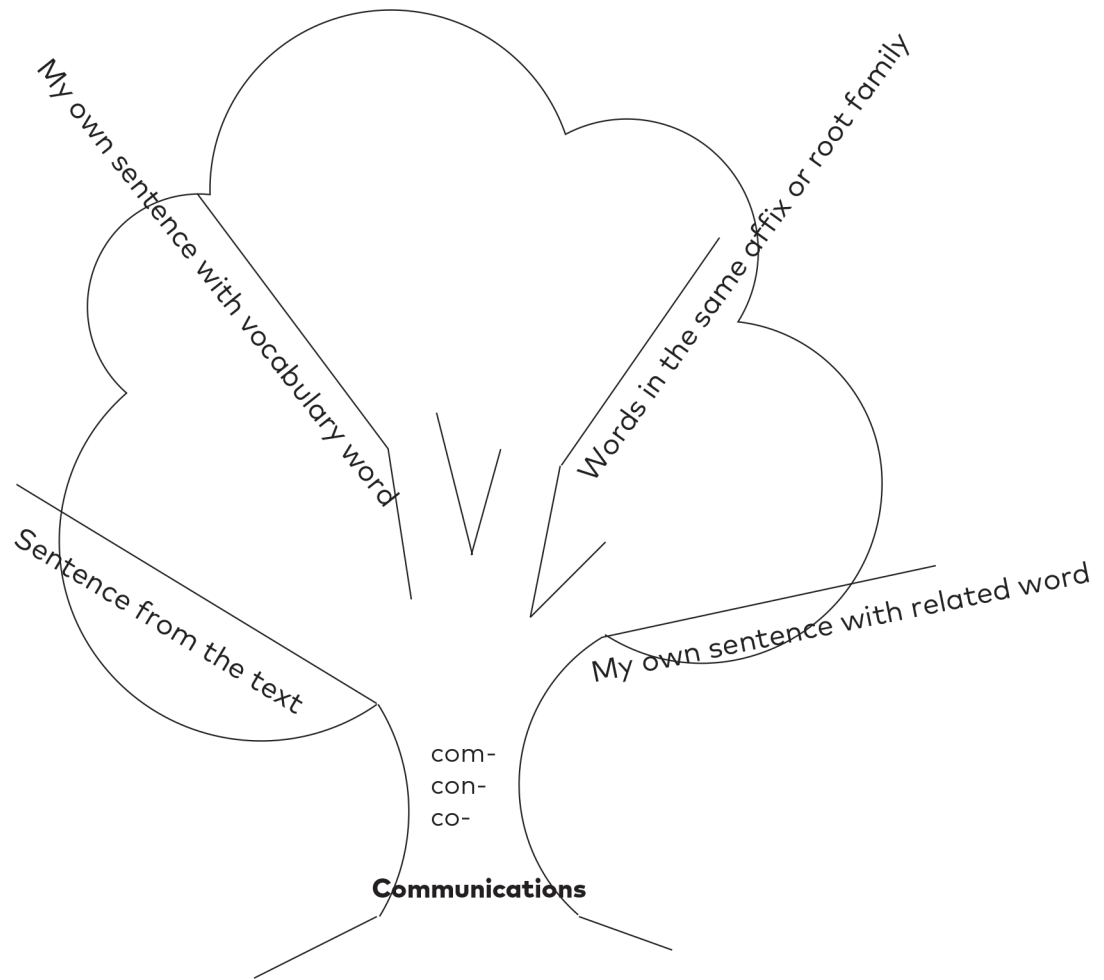 My own sentence with vocabulary word
Words in the same affix or root family
Sentence from the text
My own sentence with related word
com-
con-
co-
Communications